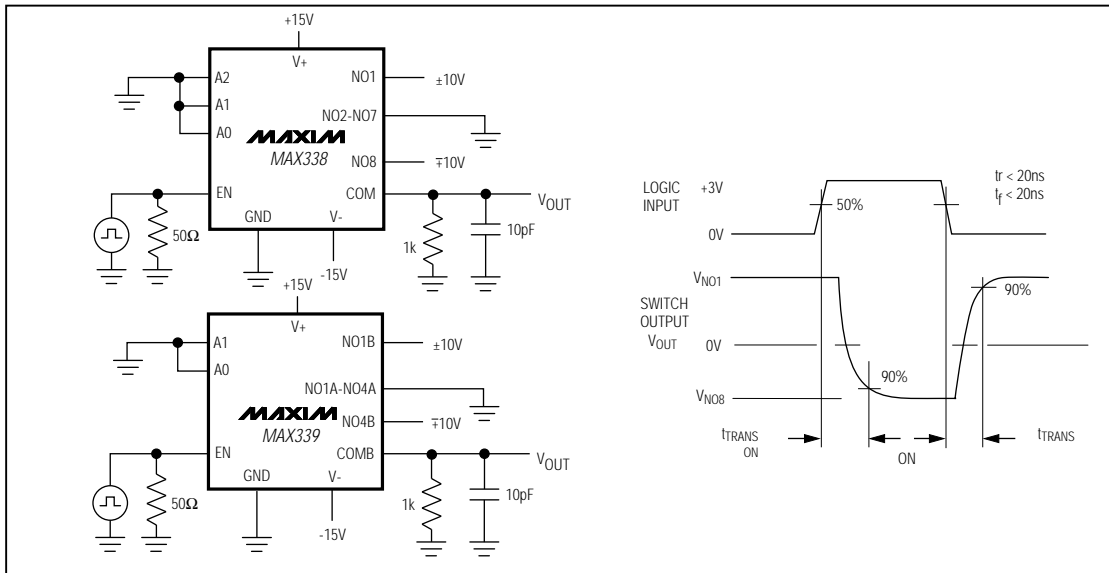 +15V
V+
A2
A1
A0
NO1
±10V
NO2-NO7
MAXIM
MAX338
NO8
∓10V
EN
COM
VOUT
GND
V-
50Ω
1k
10pF
-15V
+15V
V+
A1
A0
NO1B
±10V
NO1A-NO4A
MAXIM
MAX339
NO4B
∓10V
EN
COMB
VOUT
GND
V-
50Ω
1k
10pF
-15V
LOGIC
INPUT
+3V
0V
50%
tr < 20ns
tf < 20ns
VNO1
SWITCH
OUTPUT
VOUT
0V
90%
90%
VNO8
tTRANS
ON
ON
tTRANS